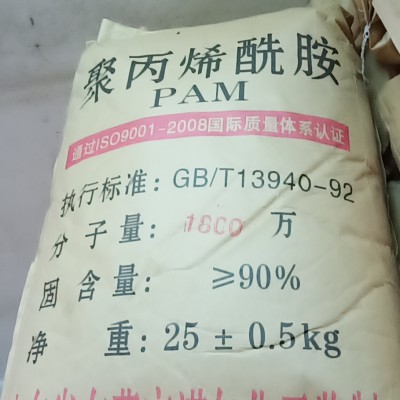 聚丙烯酰胺
PAM
通过ISO9001-2008国际质量体系认证
执行标准：GB/T13940-92
分子量：1800 万
固含量：≥90%
净 重：25 ± 0.5kg